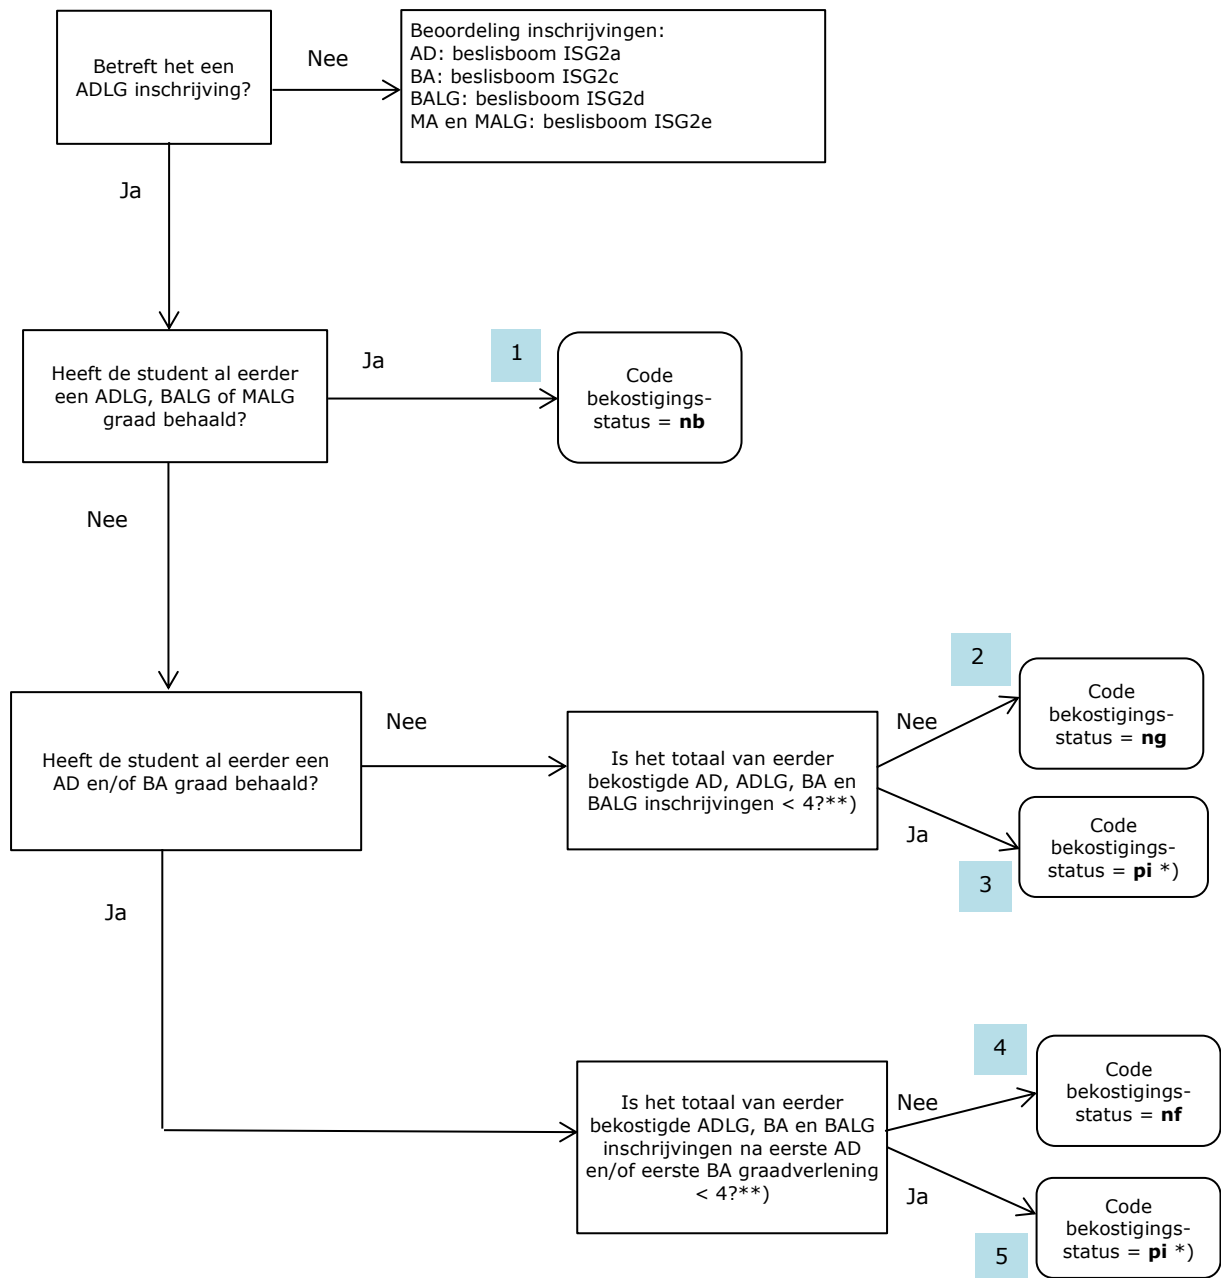 Betreft het een
ADLG inschrijving?
Nee
Beoordeling inschrijvingen:
AD: beslisboom ISG2a
BA: beslisboom ISG2c
BALG: beslisboom ISG2d
MA en MALG: beslisboom ISG2e
Ja
Heeft de student al eerder
een ADLG, BALG of MALG
graad behaald?
Ja
1
Code
bekostigings-
status = nb
Nee
Heeft de student al eerder een
AD en/of BA graad behaald?
Nee
Is het totaal van eerder
bekostigde AD, ADLG, BA en
BALG inschrijvingen < 4?**)
Nee
2
Code
bekostigings-
status = ng
Ja
3
Code
bekostigings-
status = pi *)
Ja
Is het totaal van eerder
bekostigde ADLG, BA en BALG
inschrijvingen na eerste AD
en/of eerste BA graadverlening
< 4?**)
Nee
4
Code
bekostigings-
status = nf
Ja
5
Code
bekostigings-
status = pi *)